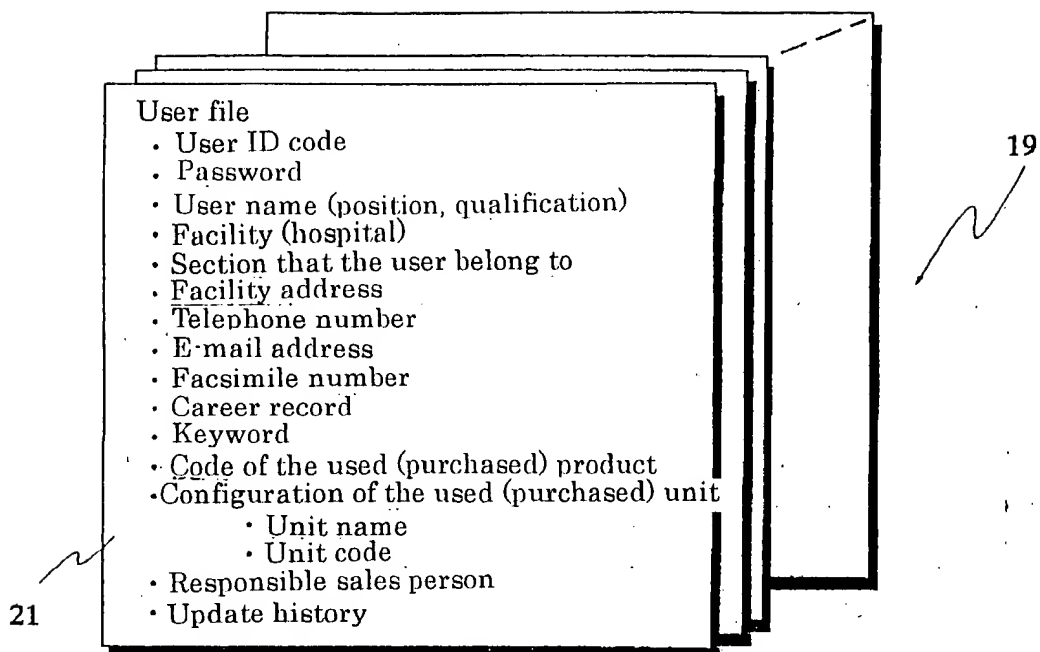 User file
· User ID code
· Password
· User name (position, qualification)
· Facility (hospital)
· Section that the user belong to
· Facility address
· Telephone number
· E-mail address
· Facsimile number
· Career record
· Keyword
· Code of the used (purchased) product
·Configuration of the used (purchased) unit
· Unit name
· Unit code
· Responsible sales person
· Update history
19
21